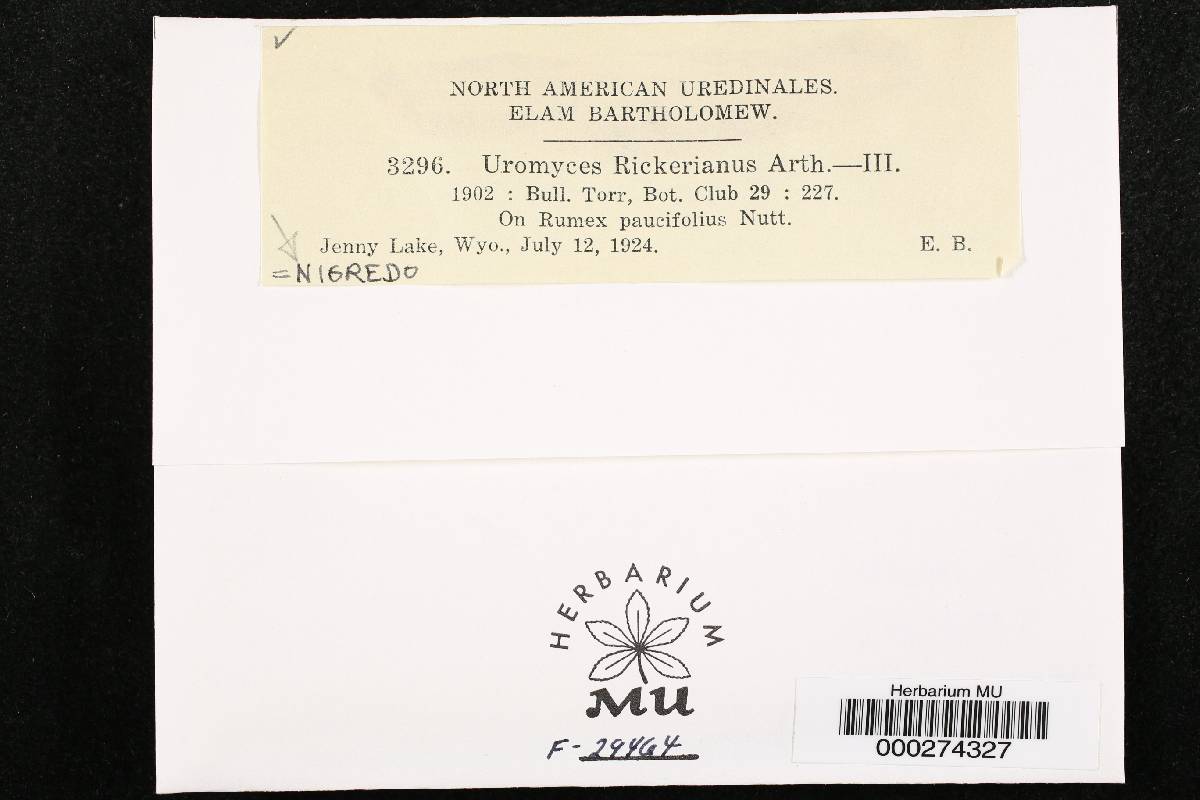 NORTH AMERICAN UREDINALES.
ELAM BARTHOLOMEW.
3296. Uromyces Rickerianus Arth.—III.
1902 : Bull. Torr, Bot. Club 29 : 227.
On Rumex paucifolius Nutt.
Jenny Lake, Wyo., July 12, 1924. E. B.
=NIGREDO
HERBARIUM
MU
F-29464
Herbarium MU
000274327